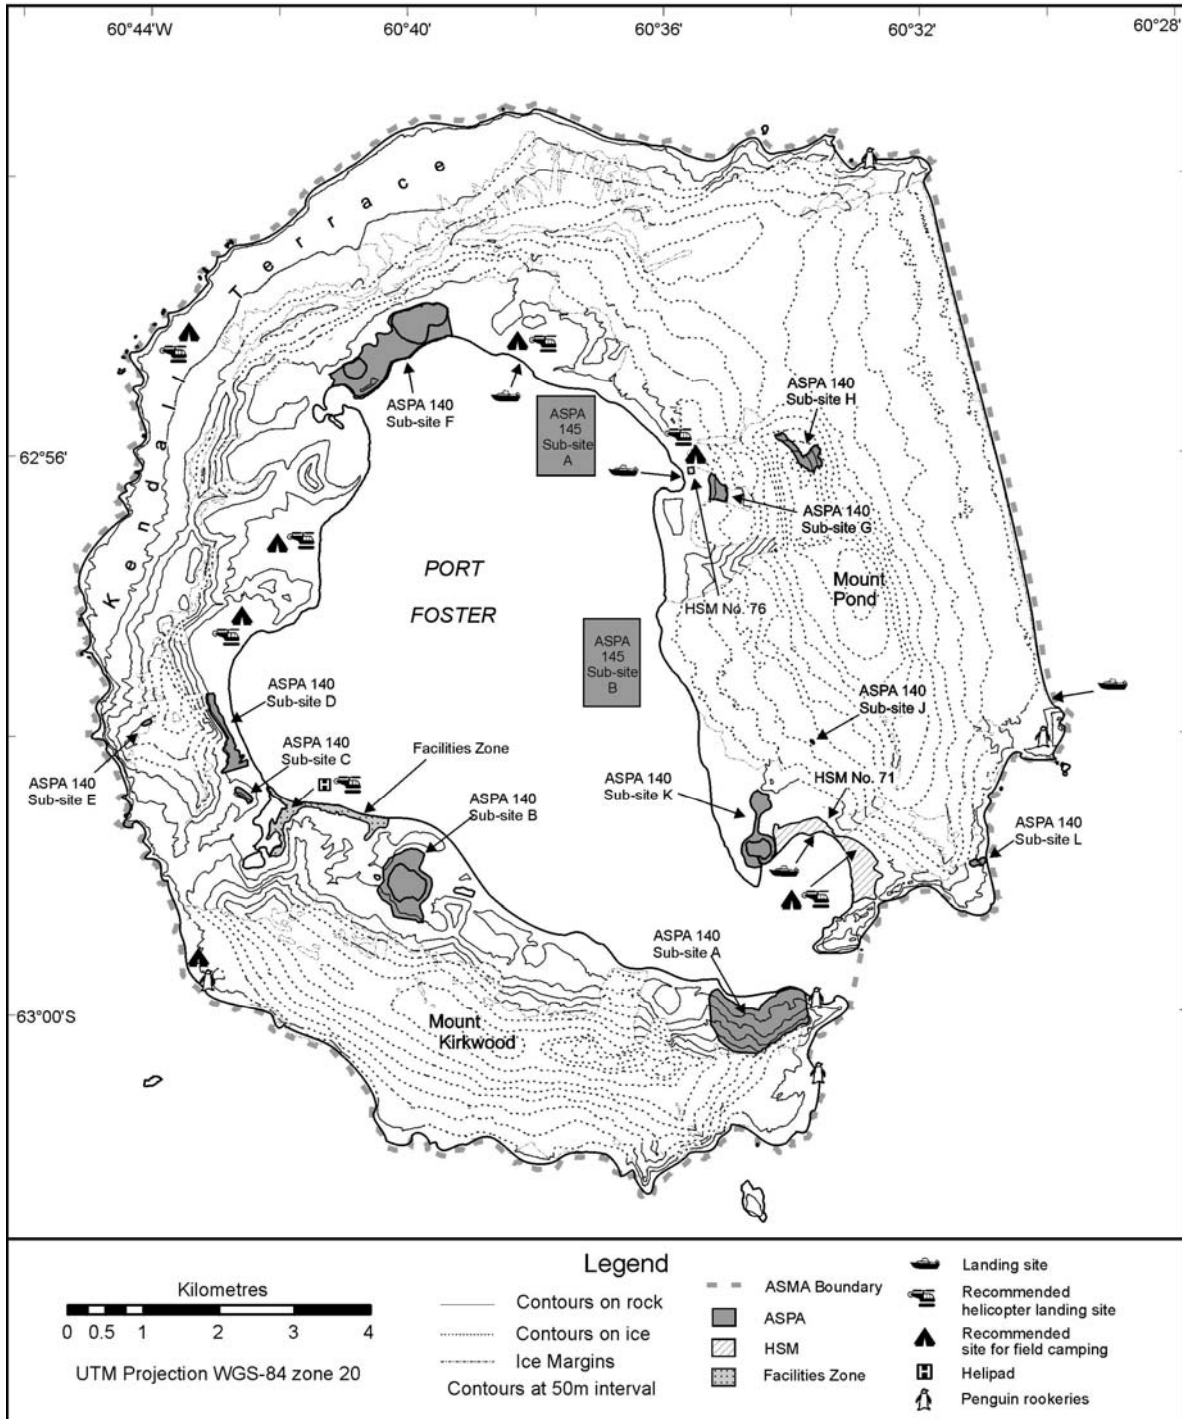 60°44'W
60°40'
60°36'
60°32'
60°28'
Kendall Terrace
ASPA 140
Sub-site F
ASPA
145
Sub-site
A
ASPA 140
Sub-site H
62°56'
ASPA 140
Sub-site G
PORT
FOSTER
Mount
Pond
HSM No. 76
ASPA
145
Sub-site
B
ASPA 140
Sub-site D
ASPA 140
Sub-site J
ASPA 140
Sub-site C
Facilities Zone
ASPA 140
Sub-site E
H
ASPA 140
Sub-site B
ASPA 140
Sub-site K
HSM No. 71
ASPA 140
Sub-site L
ASPA 140
Sub-site A
63°00'S
Mount
Kirkwood
Kilometres
0 0.5 1 2 3 4
UTM Projection WGS-84 zone 20
Legend
Contours on rock
Contours on ice
Ice Margins
Contours at 50m interval
ASMA Boundary
ASPA
HSM
Facilities Zone
Landing site
Recommended
helicopter landing site
Recommended
site for field camping
H
Helipad
Penguin rookeries